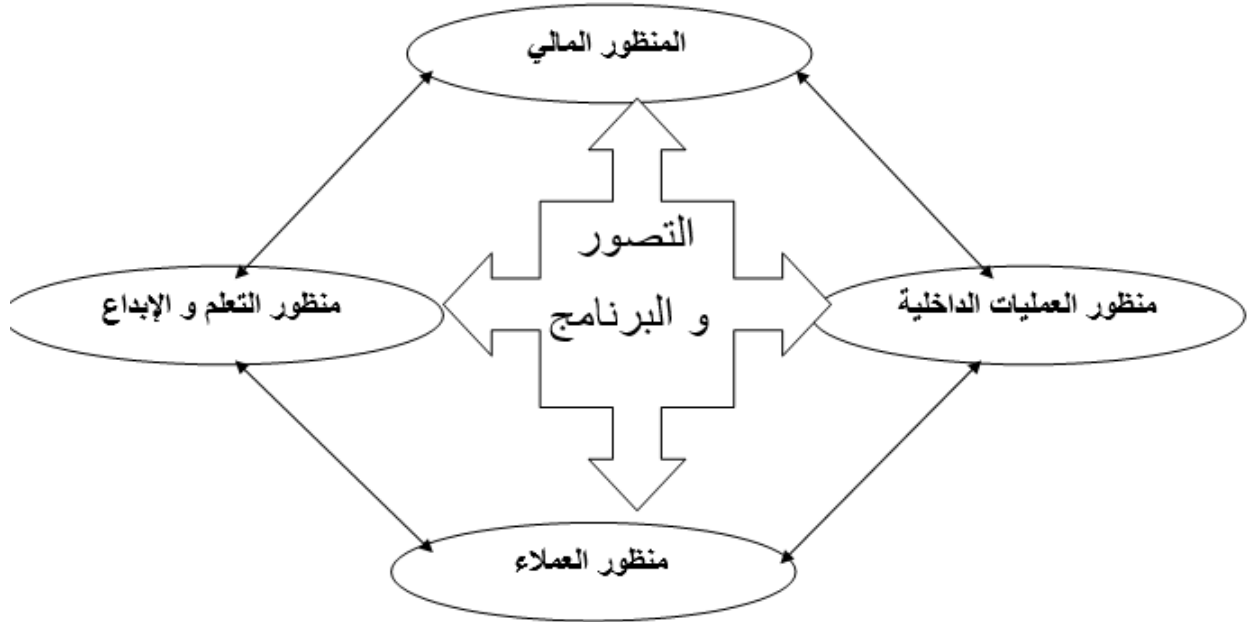 المنظور المالي
التصور
و البرنامج
منظور العمليات الداخلية
منظور التعلم و الإبداع
منظور العملاء